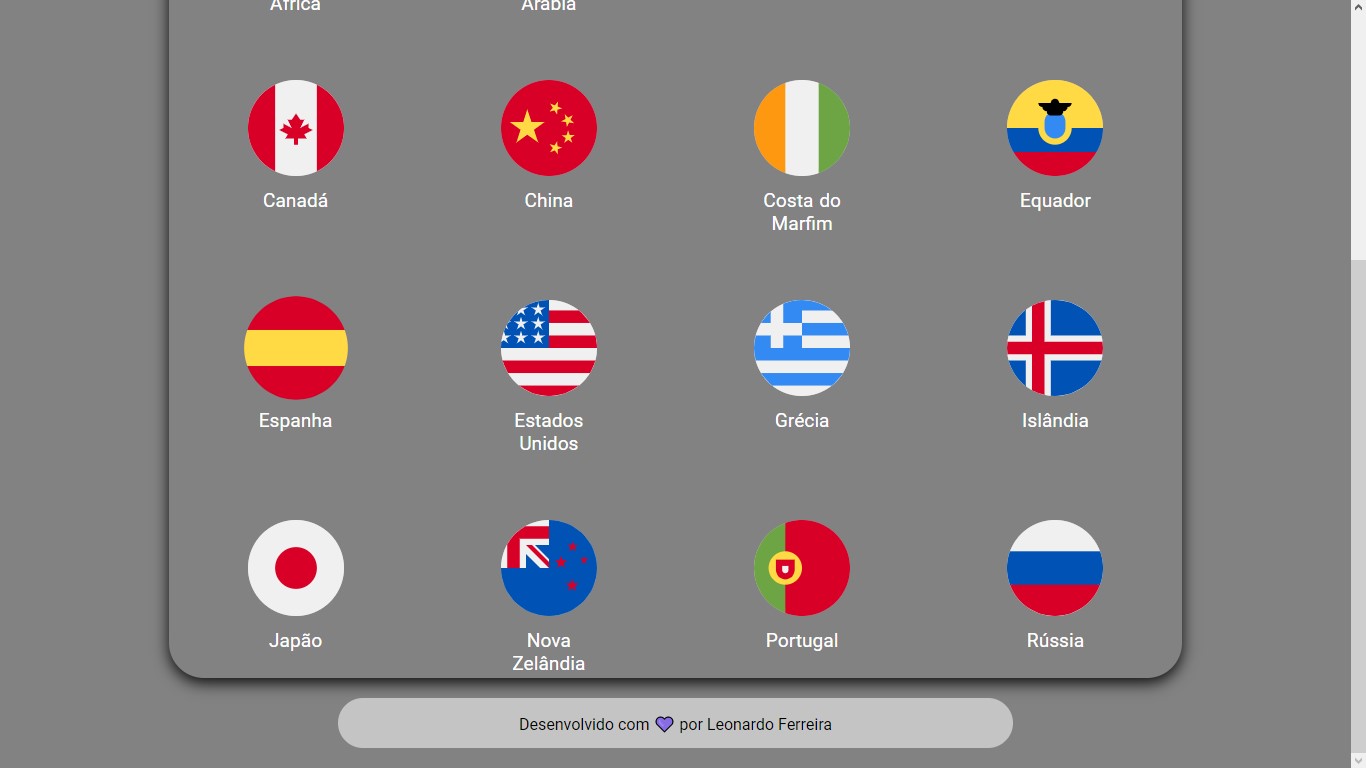 África
Arábia
Canadá
China
Costa do
Marfim
Equador
Espanha
Estados
Unidos
Grécia
Islândia
Japão
Nova
Zelândia
Portugal
Rússia
Desenvolvido com 💜 por Leonardo Ferreira